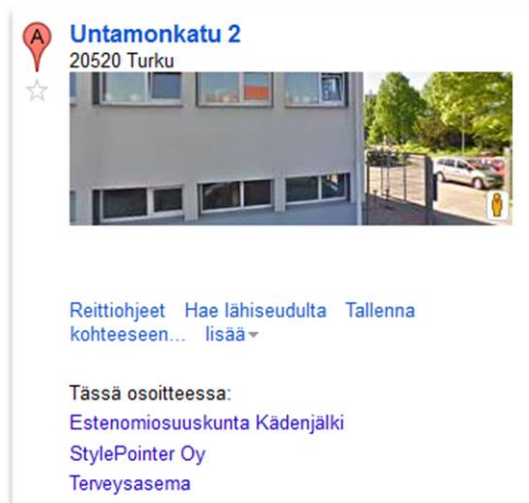 A
Untamonkatu 2
20520 Turku
Reittiohjeet Hae lähiseudulta Tallenna
kohteeseen... lisää
Tässä osoitteessa:
Estenomiosuuskunta Kädenjälki
StylePointer Oy
Terveysasema